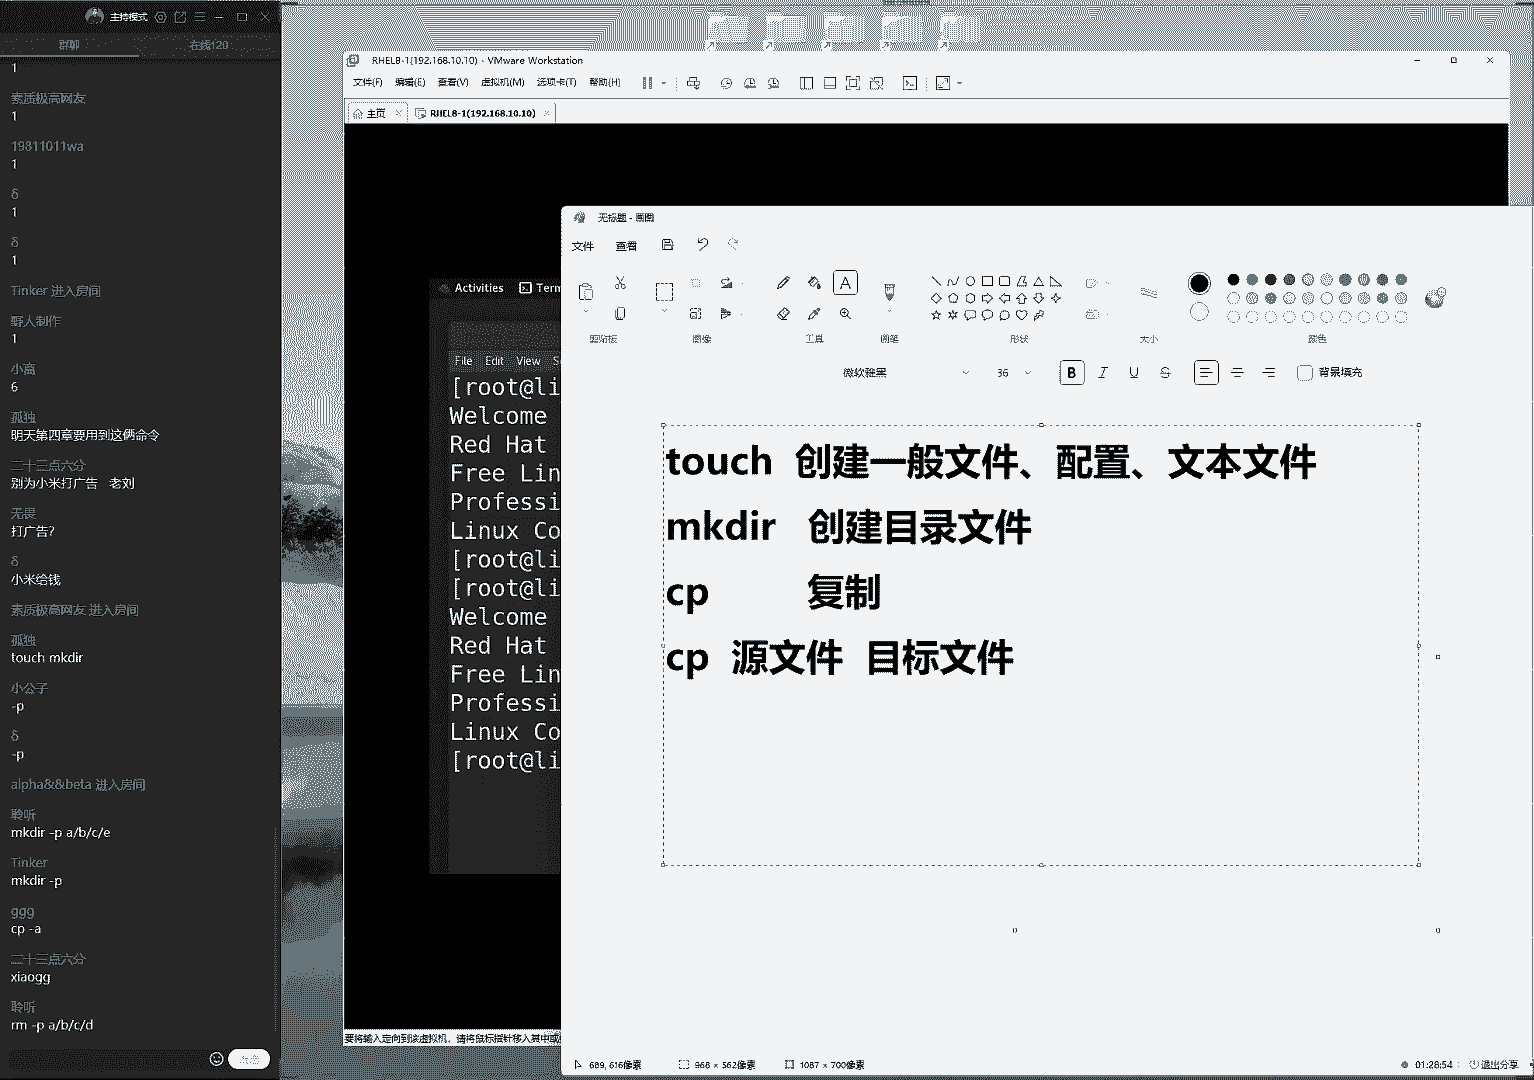 主持模式
群聊
在线120
1
素质极高网友
1
19811011wa
1
δ
1
δ
1
Tinker 进入房间
野人制作
1
小高
6
孤独
明天第四章要用到这俩命令
二十三点六分
别为小米打广告 老刘
无畏
打广告?
δ
小米给钱
素质极高网友 进入房间
孤独
touch mkdir
小公子
-p
δ
-p
alpha&&beta 进入房间
聆听
mkdir -p a/b/c/e
Tinker
mkdir -p
ggg
cp -a
二十三点六分
xiaogg
聆听
rm -p a/b/c/d
RHEL8-1(192.168.10.10) - VMware Workstation
文件(F) 编辑(E) 查看(V) 虚拟机(M) 选项卡(T) 帮助(H)
主页
RHEL8-1(192.168.10.10)
Activities
Term
File Edit View S
[root@li
Welcome
Red Hat
Free Lin
Professi
Linux Co
[root@li
[root@li
Welcome
Red Hat
Free Lin
Professi
Linux Co
[root@li
要将输入定向到该虚拟机，请将鼠标指针移入其中或
无标题 - 画图
文件 查看
剪贴板 图像 工具 画笔 形状 大小 颜色
微软雅黑 36 B I U S 背景填充
touch 创建一般文件、配置、文本文件
mkdir 创建目录文件
cp 复制
cp 源文件 目标文件
689, 616像素
968 × 562像素
1087 × 700像素
01:28:54
退出分享